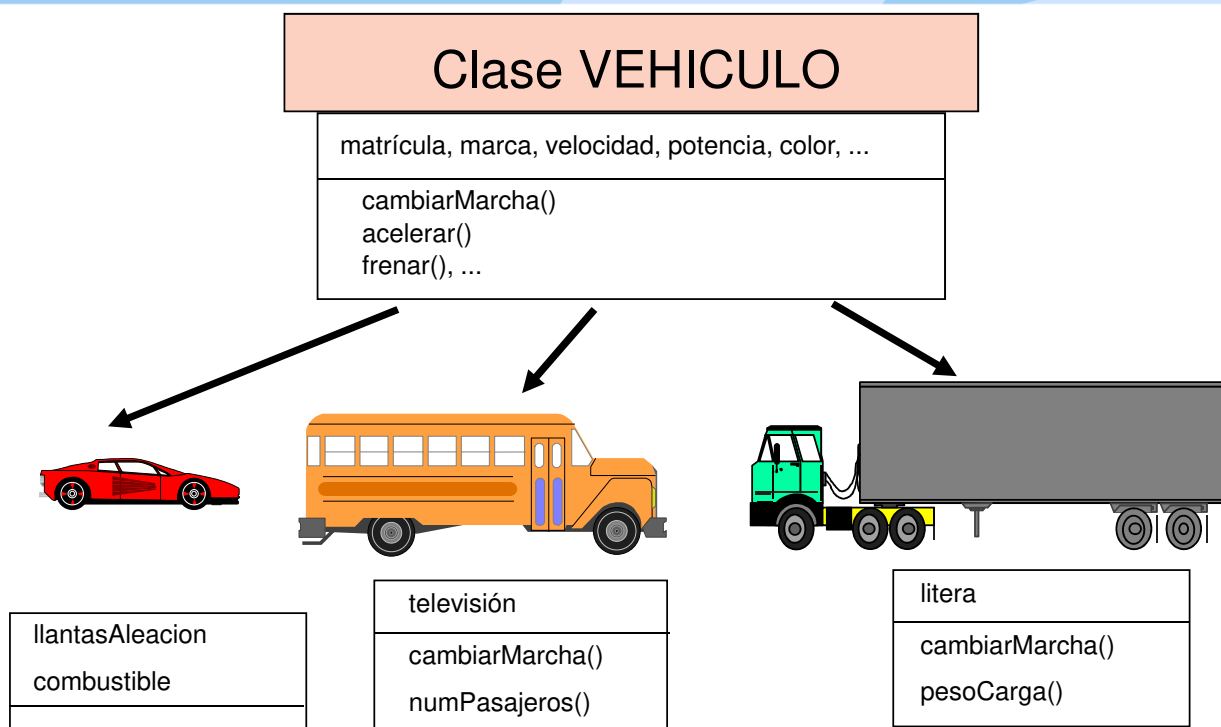 Clase VEHICULO
matrícula, marca, velocidad, potencia, color, ...
cambiarMarcha()
acelerar()
frenar(), ...
llantasAleacion
combustible
televisión
cambiarMarcha()
numPasajeros()
litera
cambiarMarcha()
pesoCarga()